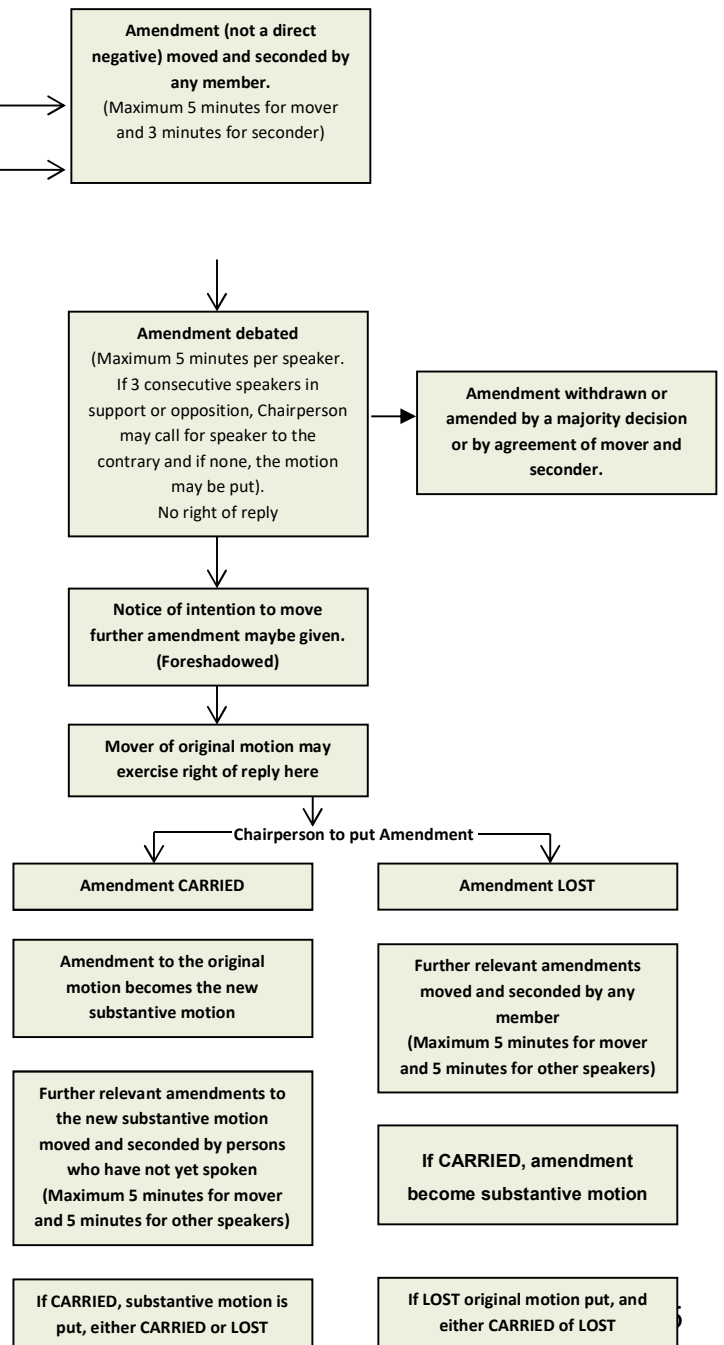 Amendment (not a direct
negative) moved and seconded by
any member.
(Maximum 5 minutes for mover
and 3 minutes for seconder)
Amendment debated
(Maximum 5 minutes per speaker.
If 3 consecutive speakers in
support or opposition, Chairperson
may call for speaker to the
contrary and if none, the motion
may be put).
No right of reply
Amendment withdrawn or
amended by a majority decision
or by agreement of mover and
seconder.
Notice of intention to move
further amendment maybe given.
(Foreshadowed)
Mover of original motion may
exercise right of reply here
Chairperson to put Amendment
Amendment CARRIED
Amendment to the original
motion becomes the new
substantive motion
Further relevant amendments to
the new substantive motion
moved and seconded by persons
who have not yet spoken
(Maximum 5 minutes for mover
and 5 minutes for other speakers)
If CARRIED, substantive motion is
put, either CARRIED or LOST
Amendment LOST
Further relevant amendments
moved and seconded by any
member
(Maximum 5 minutes for mover
and 5 minutes for other speakers)
If CARRIED, amendment
become substantive motion
If LOST original motion put, and
either CARRIED of LOST